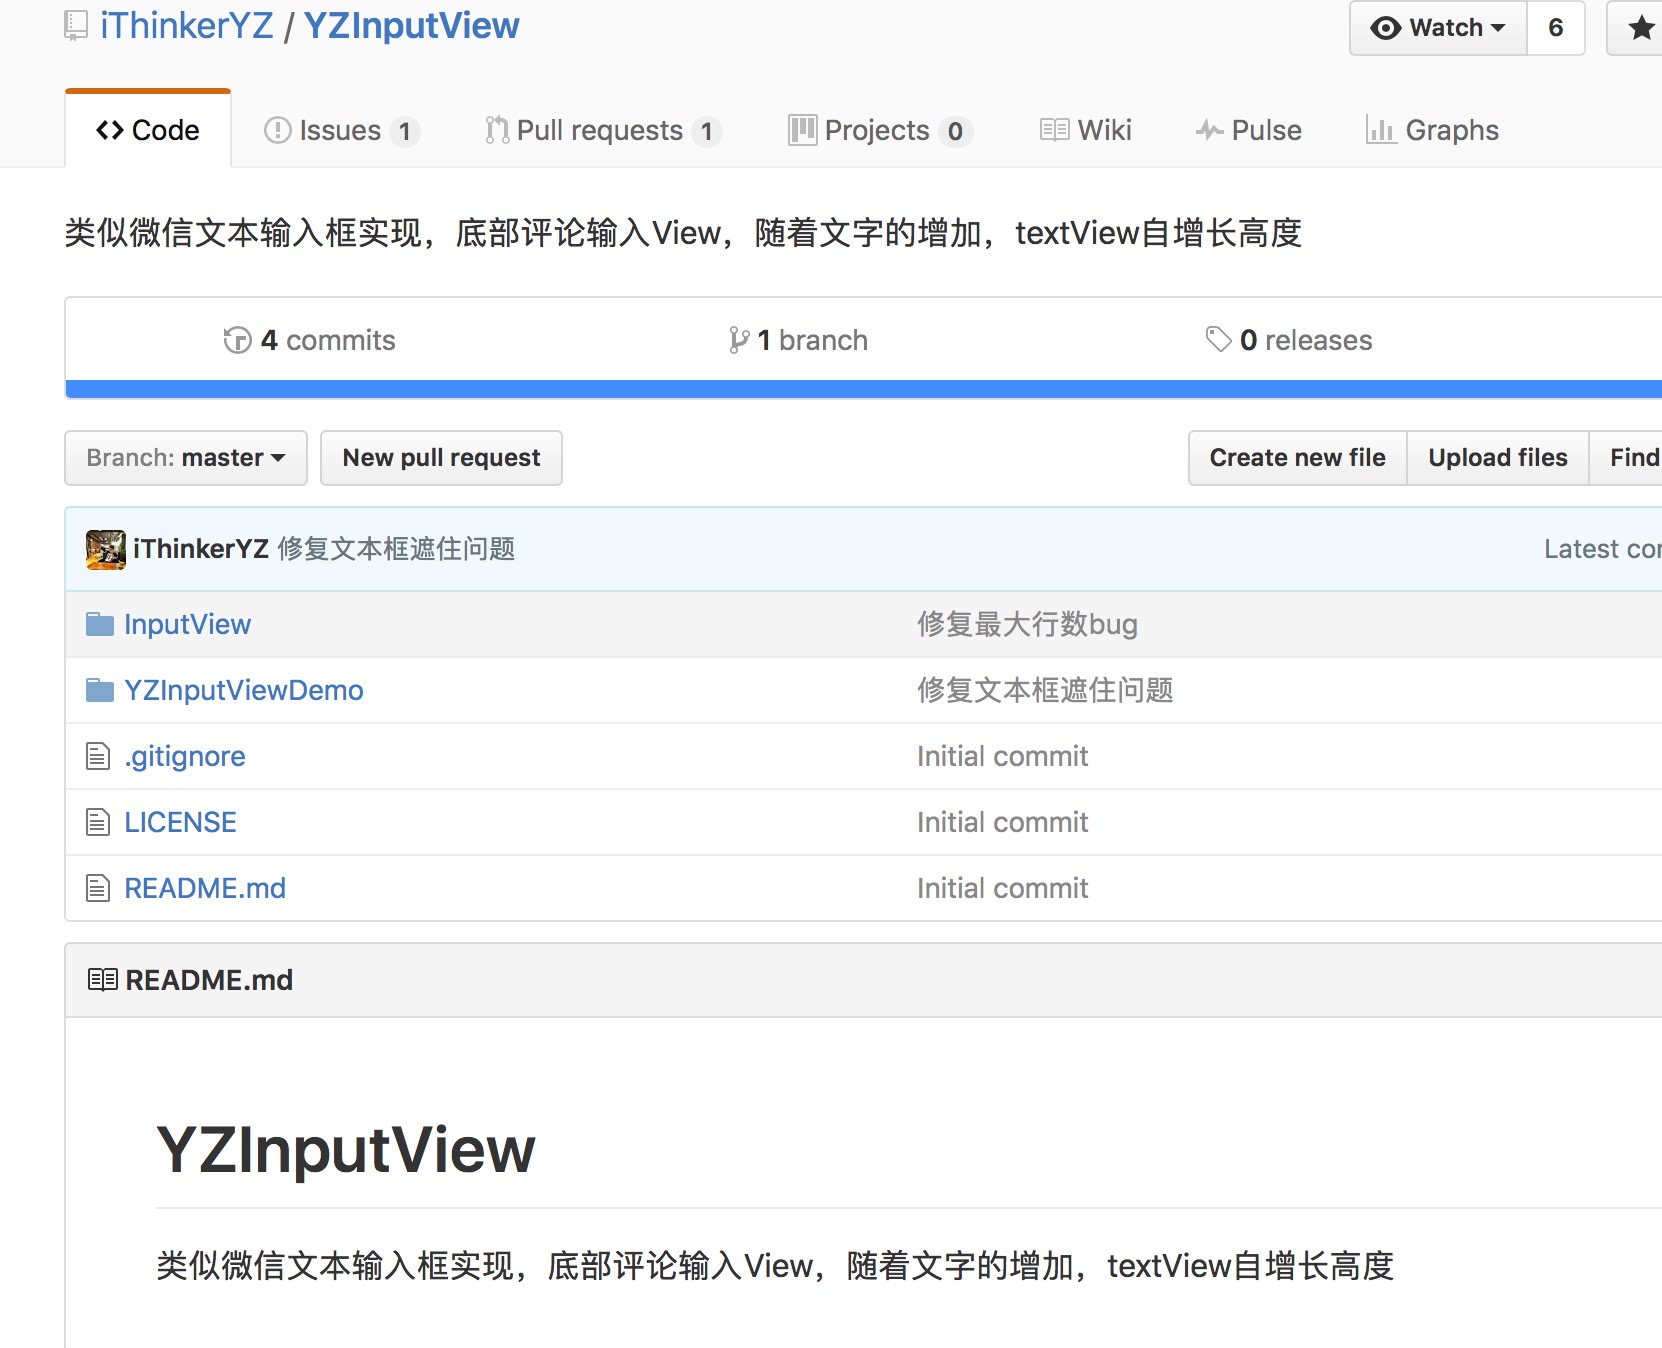 iThinkerYZ / YZInputView
Watch 6
Code Issues 1 Pull requests 1 Projects 0 Wiki Pulse Graphs
类似微信文本输入框实现，底部评论输入View，随着文字的增加，textView自增长高度
4 commits 1 branch 0 releases
Branch: master New pull request Create new file Upload files Find
iThinkerYZ 修复文本框遮住问题 Latest
InputView 修复最大行数bug
YZInputViewDemo 修复文本框遮住问题
.gitignore Initial commit
LICENSE Initial commit
README.md Initial commit
README.md
YZInputView
类似微信文本输入框实现，底部评论输入View，随着文字的增加，textView自增长高度